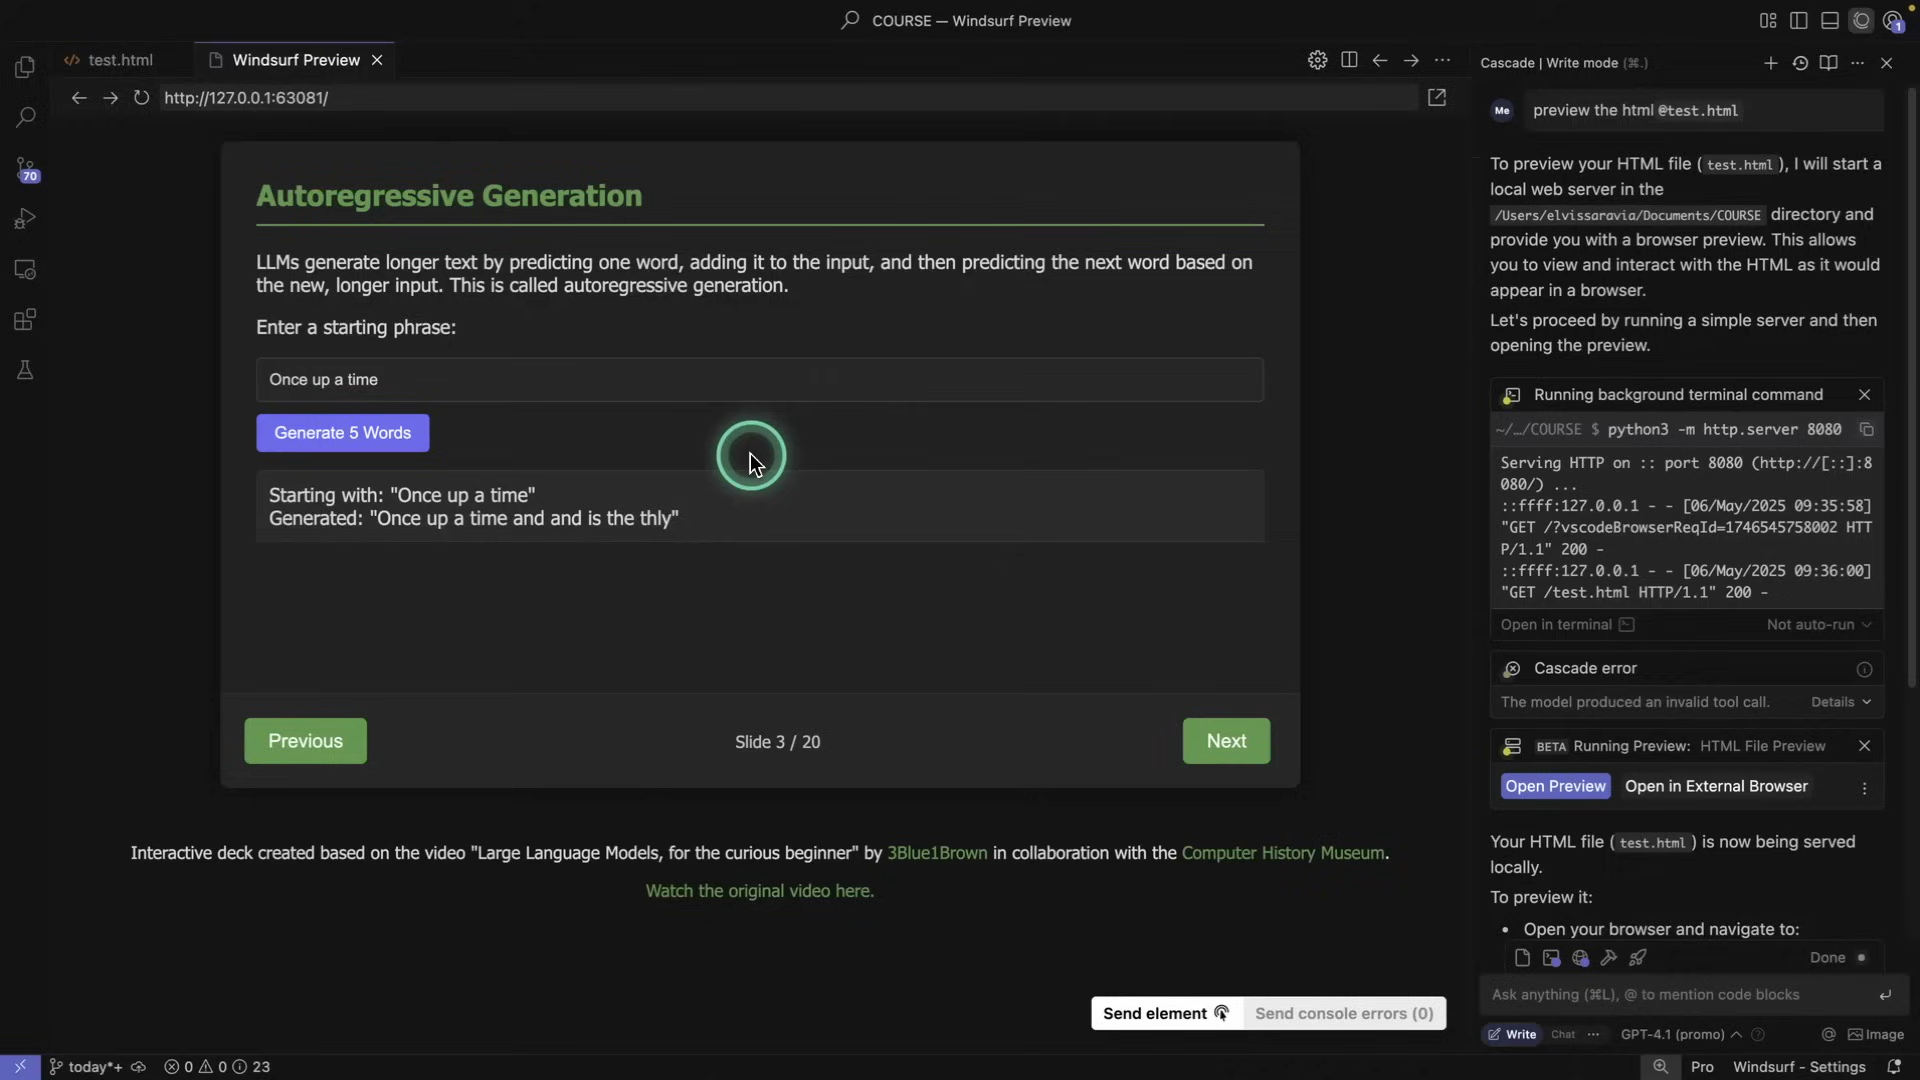 COURSE — Windsurf Preview
1
test.html
Windsurf Preview
http://127.0.0.1:63081/
70
Autoregressive Generation
LLMs generate longer text by predicting one word, adding it to the input, and then predicting the next word based on
the new, longer input. This is called autoregressive generation.
Enter a starting phrase:
Once up a time
Generate 5 Words
Starting with: "Once up a time"
Generated: "Once up a time and and is the thly"
Previous
Slide 3 / 20
Next
Interactive deck created based on the video "Large Language Models, for the curious beginner" by 3Blue1Brown in collaboration with the Computer History Museum.
Watch the original video here.
Send element
Send console errors (0)
Cascade | Write mode (⌘.)
Me
preview the html @test.html
To preview your HTML file (test.html), I will start a
local web server in the
/Users/elvissaravia/Documents/COURSE directory and
provide you with a browser preview. This allows
you to view and interact with the HTML as it would
appear in a browser.
Let's proceed by running a simple server and then
opening the preview.
Running background terminal command
~/…/COURSE $ python3 -m http.server 8080
Serving HTTP on :: port 8080 (http://[::]:8
080/) ...
::ffff:127.0.0.1 - - [06/May/2025 09:35:58]
"GET /?vscodeBrowserReqId=1746545758002 HTT
P/1.1" 200 -
::ffff:127.0.0.1 - - [06/May/2025 09:36:00]
"GET /test.html HTTP/1.1" 200 -
Open in terminal
Not auto-run
Cascade error
The model produced an invalid tool call.
Details
BETA Running Preview: HTML File Preview
Open Preview
Open in External Browser
Your HTML file (test.html) is now being served
locally.
To preview it:
• Open your browser and navigate to:
Done
Ask anything (⌘L), @ to mention code blocks
Write
Chat
GPT-4.1 (promo)
Image
today*+
0
0
23
Pro
Windsurf - Settings